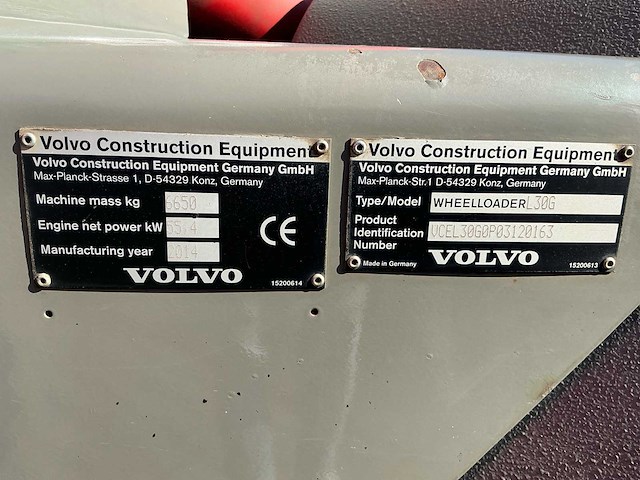 Volvo Construction Equipment
Volvo Construction Equipment Germany GmbH
Max-Planck-Strasse 1, D-54329 Konz, Germany
Machine mass kg 5650
Engine net power kW 55.4
Manufacturing year 2014
CE
VOLVO
15200614
Volvo Construction Equipment
Volvo Construction Equipment Germany GmbH
Max-Planck-Str.1 D-54329 Konz, Germany
Type/Model WHEELLOADER L30G
Product
Identification VCEL30G0P03120163
Number
Made in Germany
VOLVO
15200613